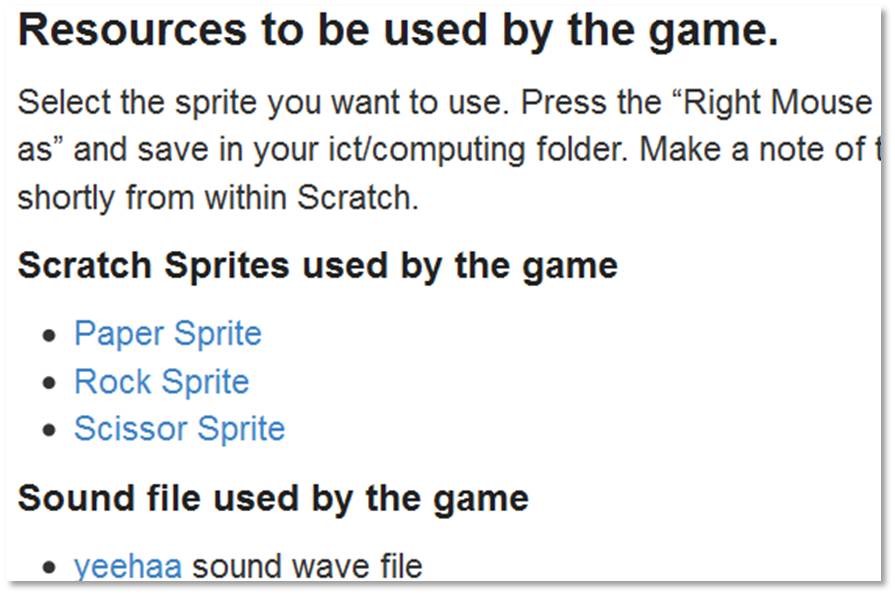 Resources to be used by the game.
Select the sprite you want to use. Press the “Right Mouse
as” and save in your ict/computing folder. Make a note of
shortly from within Scratch.
Scratch Sprites used by the game
• Paper Sprite
• Rock Sprite
• Scissor Sprite
Sound file used by the game
• yeehaa sound wave file